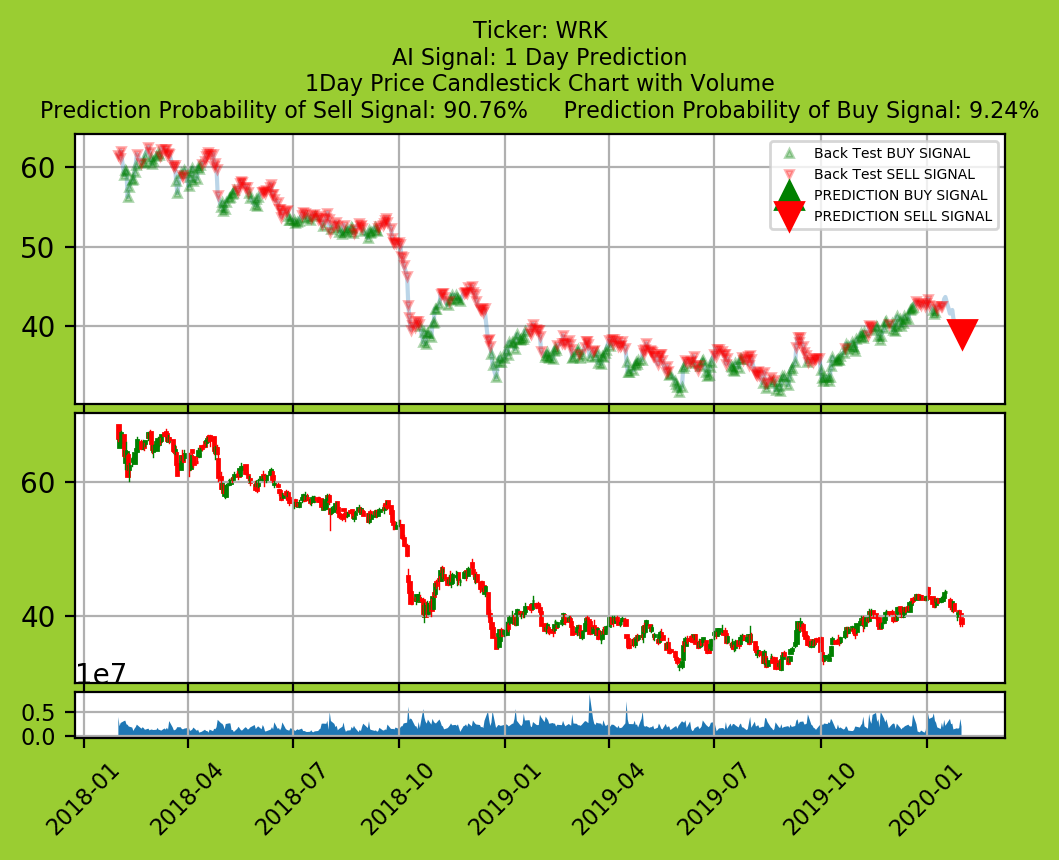 Ticker: WRK
AI Signal: 1 Day Prediction
1Day Price Candlestick Chart with Volume
Prediction Probability of Sell Signal: 90.76% Prediction Probability of Buy Signal: 9.24%
Back Test BUY SIGNAL
Back Test SELL SIGNAL
PREDICTION BUY SIGNAL
PREDICTION SELL SIGNAL
60
50
40
60
40
1e7
0.5
0.0
2018-01 2018-04 2018-07 2018-10 2019-01 2019-04 2019-07 2019-10 2020-01